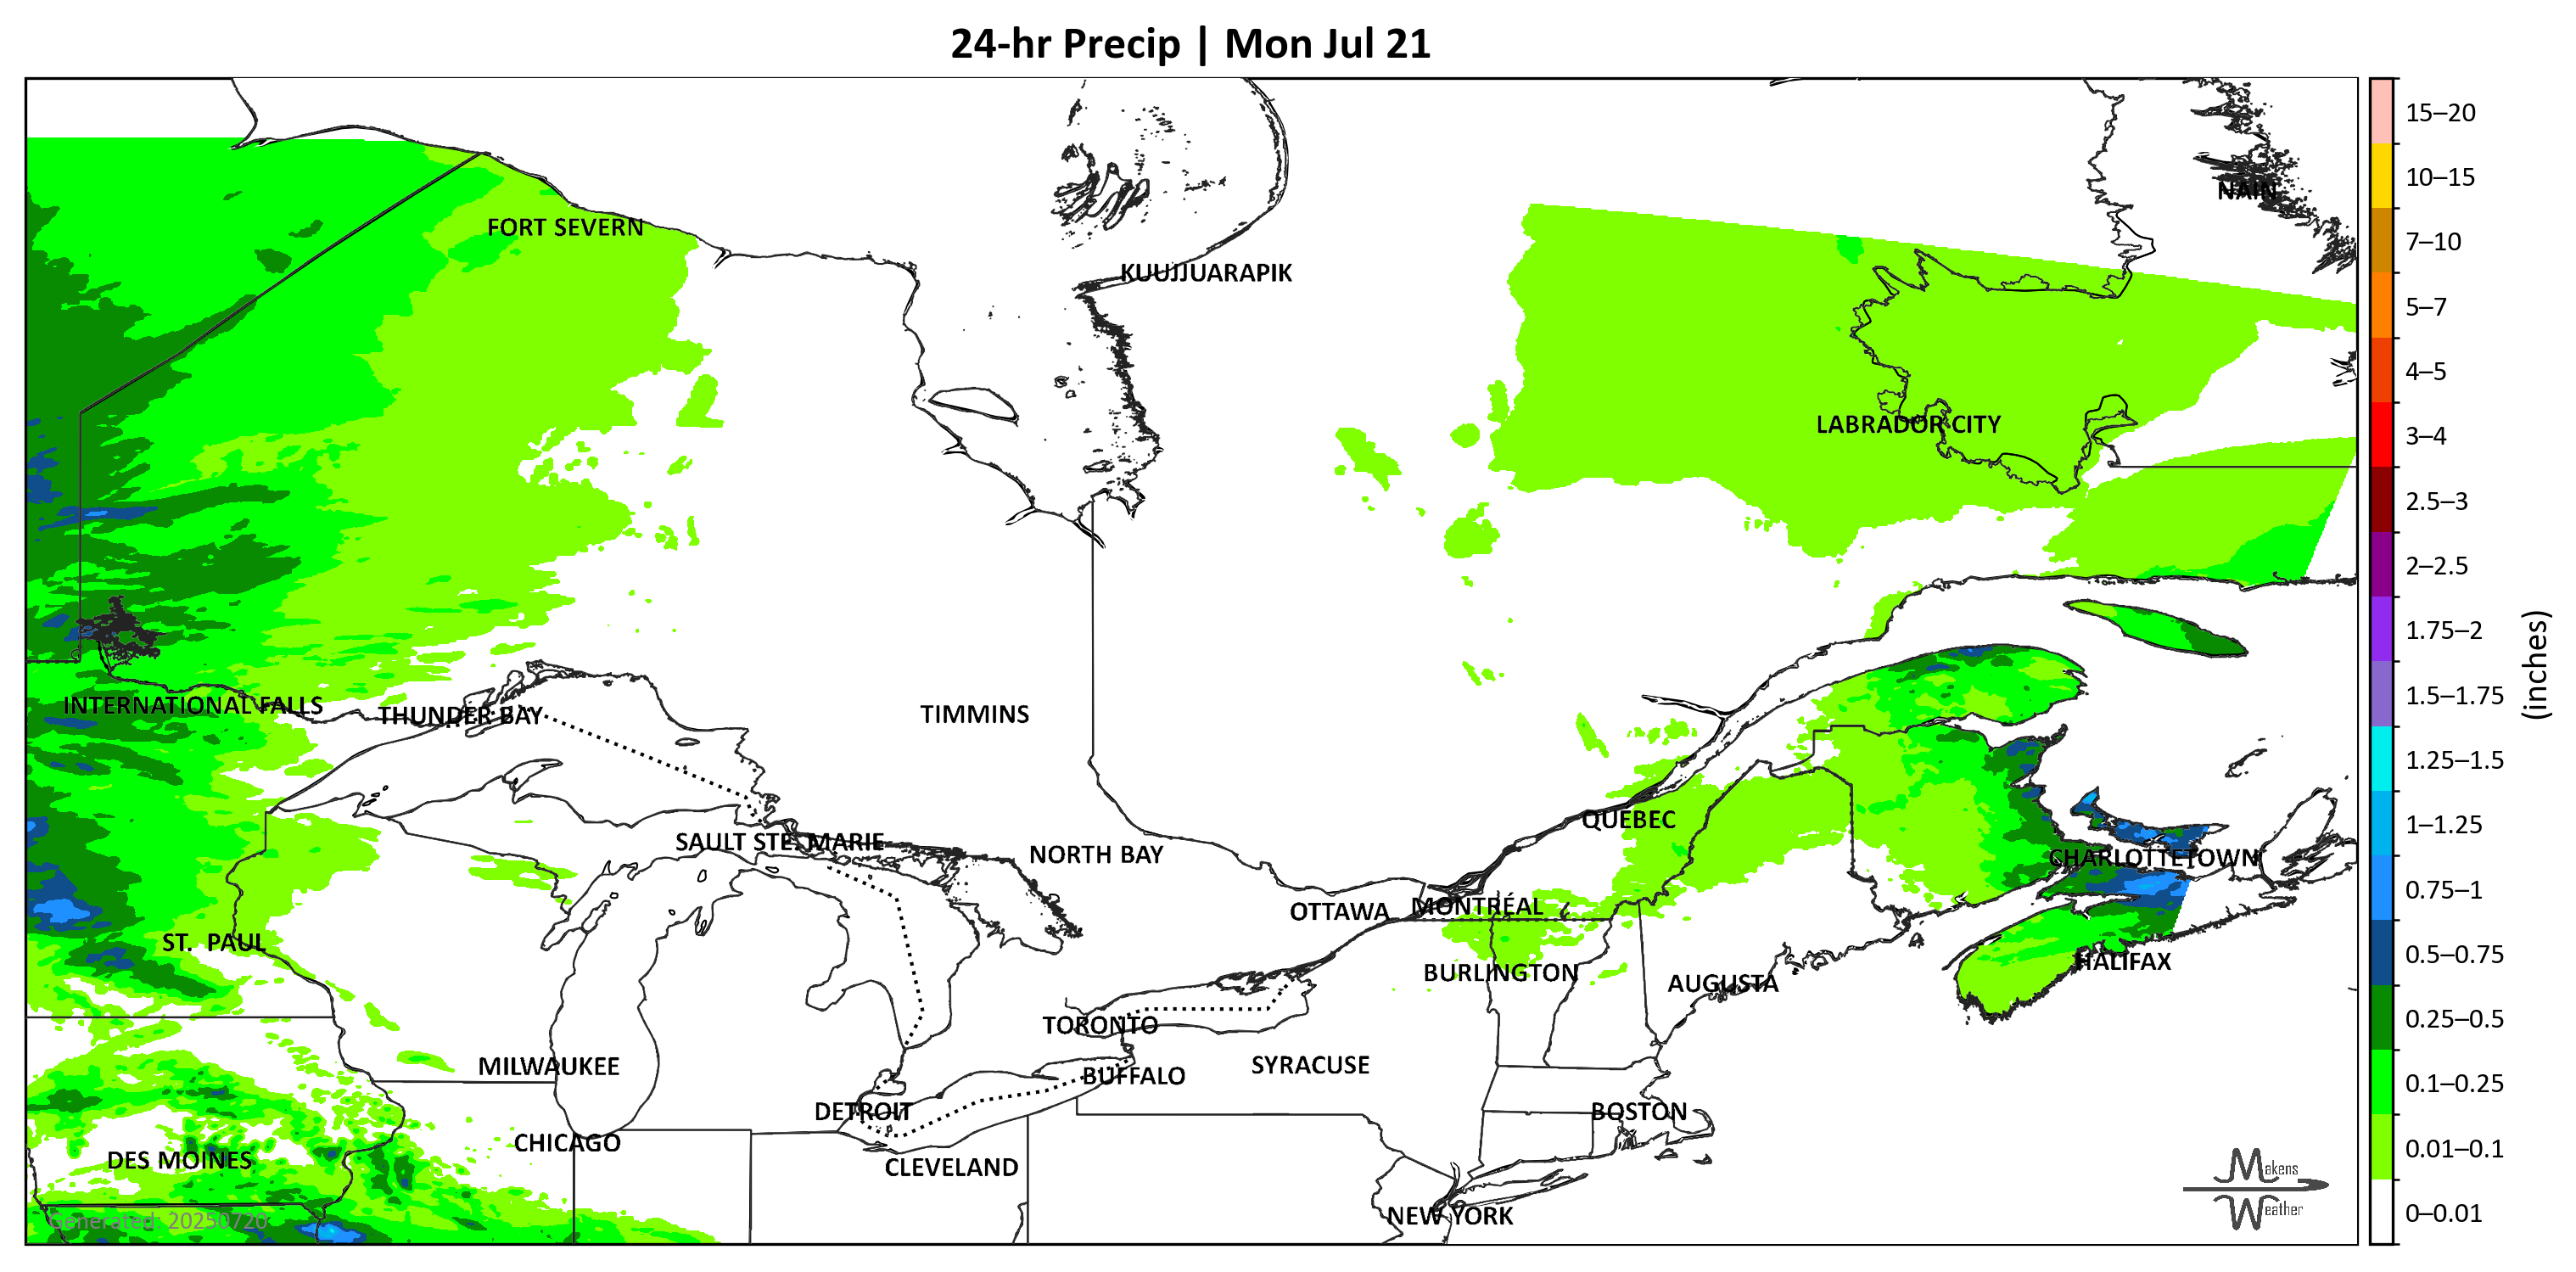 24-hr Precip | Mon Jul 21
NAIN
FORT SEVERN
KUUJJUARAPIK
LABRADOR CITY
INTERNATIONAL FALLS
THUNDER BAY
TIMMINS
QUEBEC
SAULT STE. MARIE
NORTH BAY
CHARLOTTETOWN
OTTAWA
MONTRÉAL
ST. PAUL
HALIFAX
BURLINGTON
AUGUSTA
TORONTO
MILWAUKEE
SYRACUSE
BUFFALO
DETROIT
BOSTON
CHICAGO
DES MOINES
CLEVELAND
NEW YORK
Generated: 20250720
Makens
Weather
15–20
10–15
7–10
5–7
4–5
3–4
2.5–3
2–2.5
1.75–2
1.5–1.75
1.25–1.5
1–1.25
0.75–1
0.5–0.75
0.25–0.5
0.1–0.25
0.01–0.1
0–0.01
(inches)